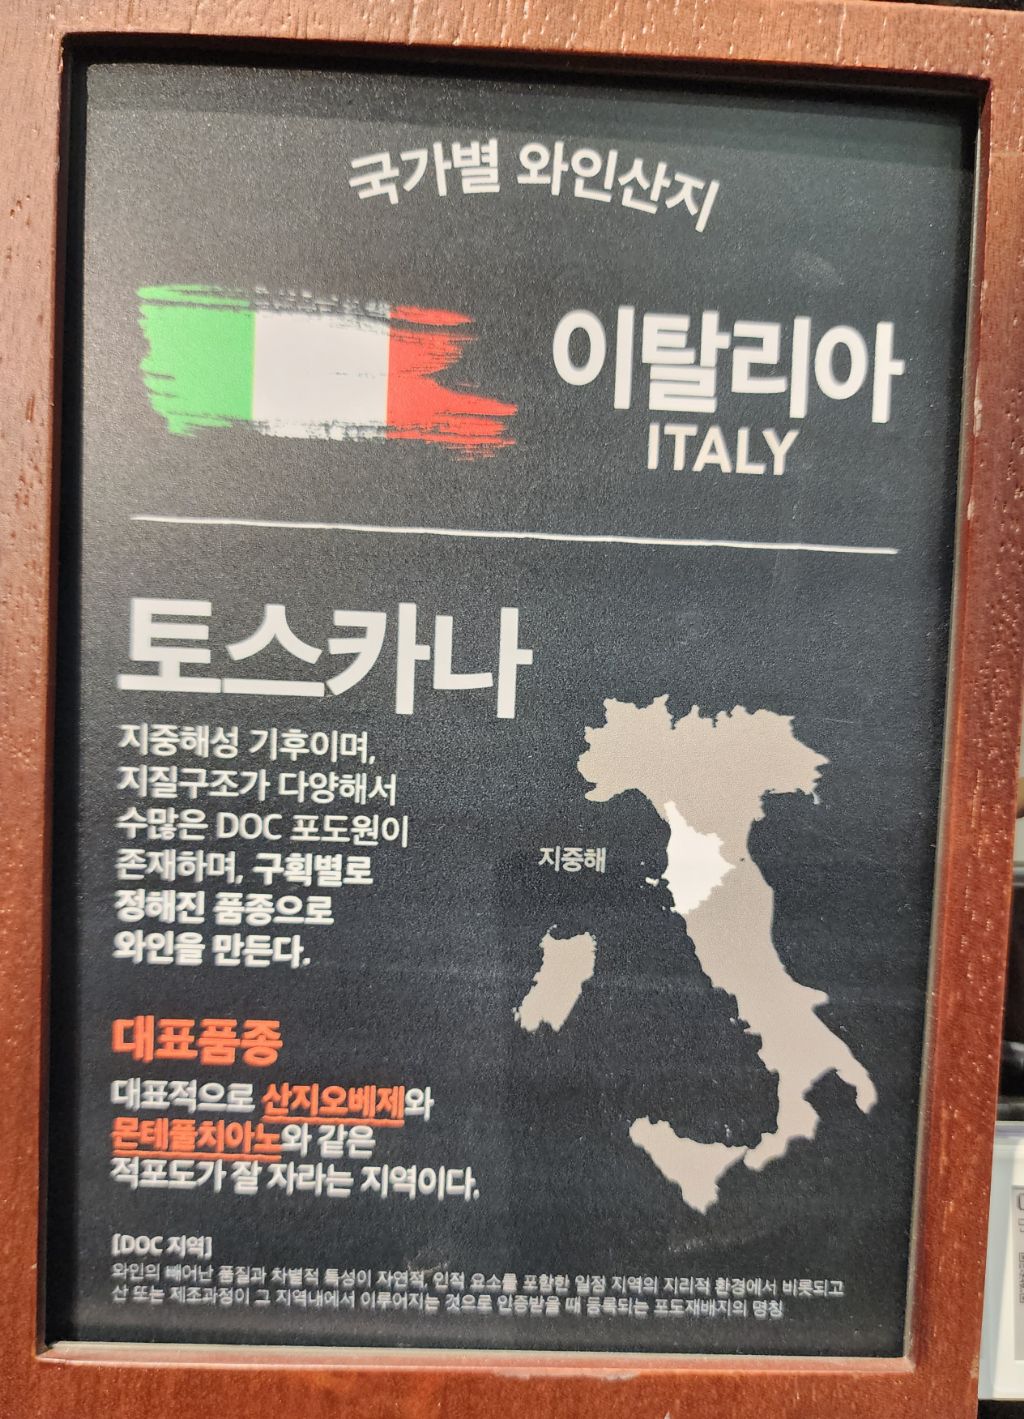 국가별 와인산지
이탈리아
ITALY
토스카나
지중해성 기후이며,
지질구조가 다양해서
수많은 DOC 포도원이
존재하며, 구획별로
정해진 품종으로
와인을 만든다.
지중해
대표품종
대표적으로 산지오베제와
몬테풀치아노와 같은
적포도가 잘 자라는 지역이다.
[DOC 지역]
와인의 빼어난 품질과 차별적 특성이 자연적, 인적 요소를 포함한 일정 지역의 지리적 환경에서 비롯되고
산 또는 제조과정이 그 지역내에서 이루어지는 것으로 인증받을 때 등록되는 포도재배지의 명칭